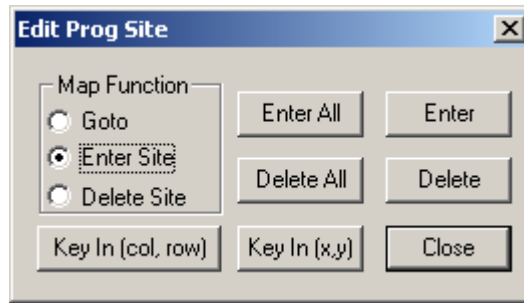 Edit Prog Site
Map Function
Goto
Enter Site
Delete Site
Enter All
Enter
Delete All
Delete
Key In (col, row)
Key In (x,y)
Close